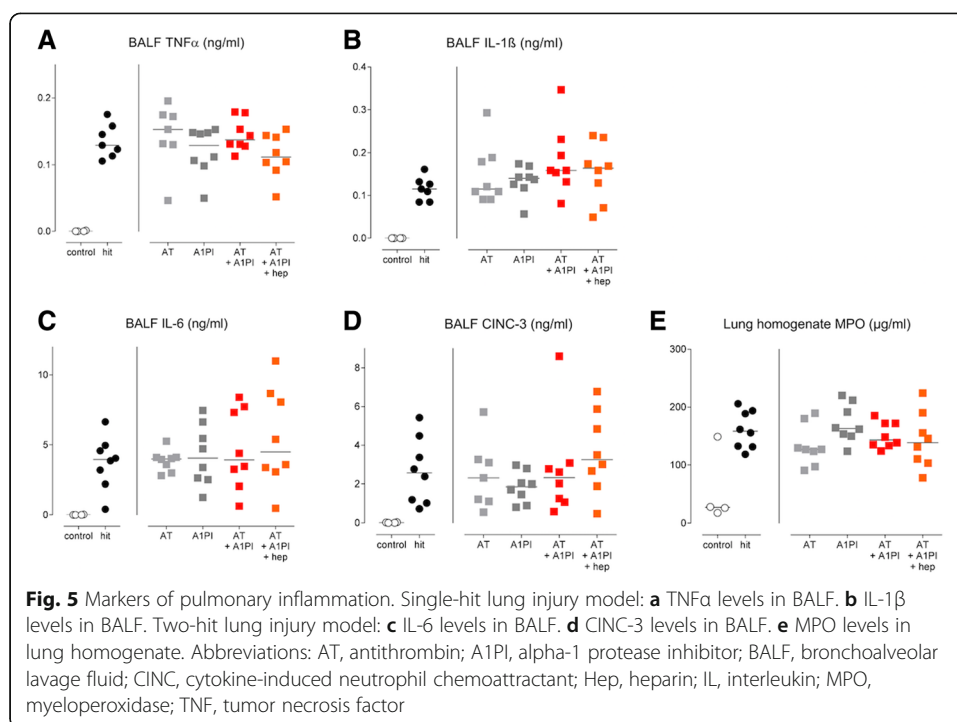 A
BALF TNFα (ng/ml)
0.2
0.1
0.0
control
hit
AT
A1PI
AT
+ A1PI
AT
+ A1PI
+ hep
B
BALF IL-1ß (ng/ml)
0.4
0.3
0.2
0.1
0.0
control
hit
AT
A1PI
AT
+ A1PI
AT
+ A1PI
+ hep
C
BALF IL-6 (ng/ml)
10
5
0
control
hit
AT
A1PI
AT
+ A1PI
AT
+ A1PI
+ hep
D
BALF CINC-3 (ng/ml)
8
6
4
2
0
control
hit
AT
A1PI
AT
+ A1PI
AT
+ A1PI
+ hep
E
Lung homogenate MPO (µg/ml)
300
200
100
0
control
hit
AT
A1PI
AT
+ A1PI
AT
+ A1PI
+ hep
Fig. 5 Markers of pulmonary inflammation. Single-hit lung injury model: a TNFα levels in BALF. b IL-1β
levels in BALF. Two-hit lung injury model: c IL-6 levels in BALF. d CINC-3 levels in BALF. e MPO levels in
lung homogenate. Abbreviations: AT, antithrombin; A1PI, alpha-1 protease inhibitor; BALF, bronchoalveolar
lavage fluid; CINC, cytokine-induced neutrophil chemoattractant; Hep, heparin; IL, interleukin; MPO,
myeloperoxidase; TNF, tumor necrosis factor